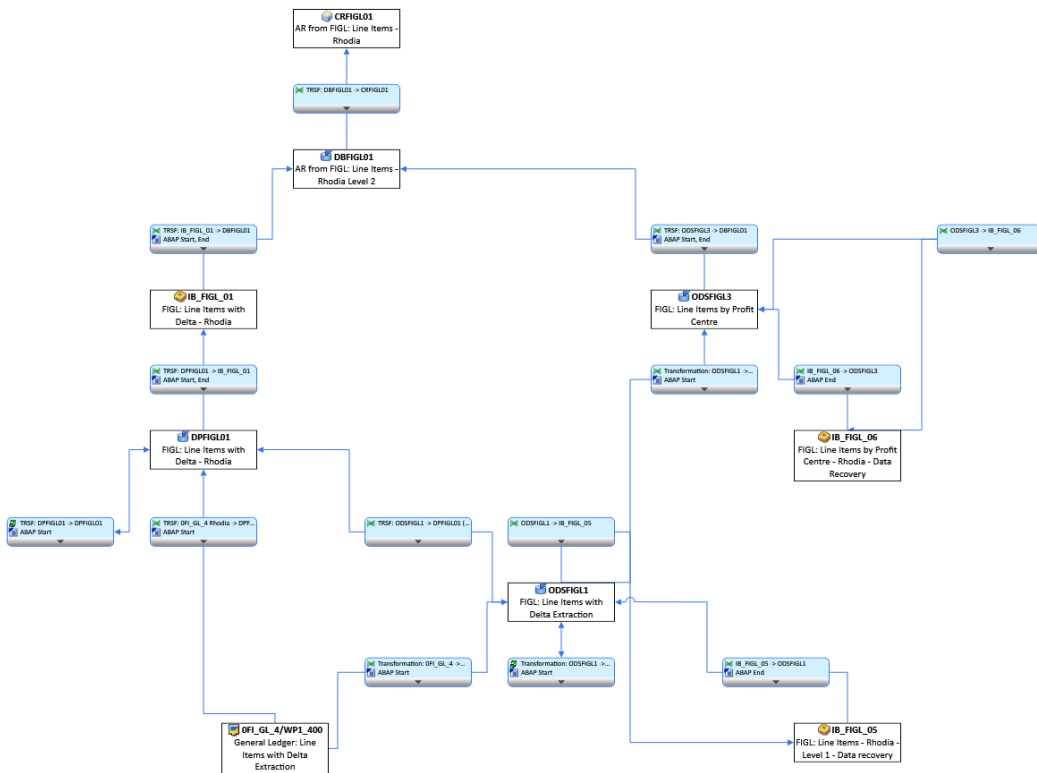 CRFIGL01
AR from FIGL: Line Items -
Rhodia
TRSF: DBFIGL01 -> CRFIGL01
DBFIGL01
AR from FIGL: Line Items -
Rhodia Level 2
TRSF: IB_FIGL_01 -> DBFIGL01
ABAP Start, End
TRSF: ODSFIGL3 -> DBFIGL01
ABAP Start, End
ODSFIGL3 -> IB_FIGL_06
IB_FIGL_01
FIGL: Line Items with
Delta - Rhodia
ODSFIGL3
FIGL: Line Items by Profit
Centre
TRSF: DPFIGL01 -> IB_FIGL_01
ABAP Start, End
Transformation: ODSFIGL1 ->...
ABAP Start
IB_FIGL_06 -> ODSFIGL3
ABAP End
DPFIGL01
FIGL: Line Items with
Delta - Rhodia
IB_FIGL_06
FIGL: Line Items by Profit
Centre - Rhodia - Data
Recovery
TRSF: DPFIGL01 -> DPFIGL01
ABAP Start
TRSF: 0FI_GL_4 Rhodia -> DPF...
ABAP Start
TRSF: ODSFIGL1 -> DPFIGL01 (...
ODSFIGL1 -> IB_FIGL_05
ODSFIGL1
FIGL: Line Items with
Delta Extraction
Transformation: 0FI_GL_4 ->...
ABAP Start
Transformation: ODSFIGL1 ->...
ABAP Start
IB_FIGL_05 -> ODSFIGL1
ABAP End
0FI_GL_4/WP1_400
General Ledger: Line
Items with Delta
Extraction
IB_FIGL_05
FIGL: Line Items - Rhodia -
Level 1 - Data recovery